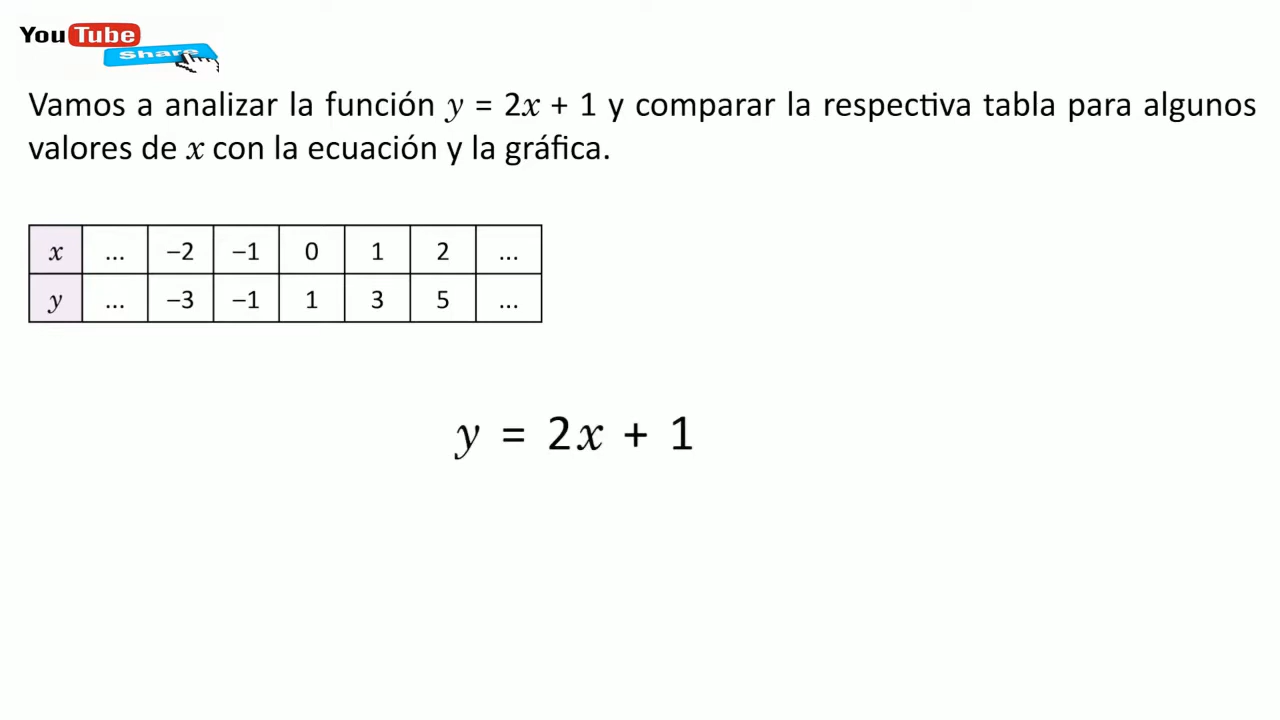 YouTube
Share
Vamos a analizar la función y = 2x + 1 y comparar la respectiva tabla para algunos
valores de x con la ecuación y la gráfica.
x ... –2 –1 0 1 2 ...
y ... –3 –1 1 3 5 ...
y = 2x + 1